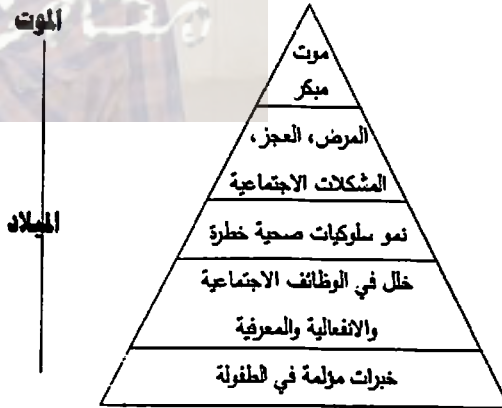 الموت
موت
مبكر
المرض، العجز،
المشكلات الاجتماعية
الميلاد
نمو سلوكيات صحية خطرة
خلل في الوظائف الاجتماعية
والانفعالية والمعرفية
خبرات مؤلمة في الطفولة